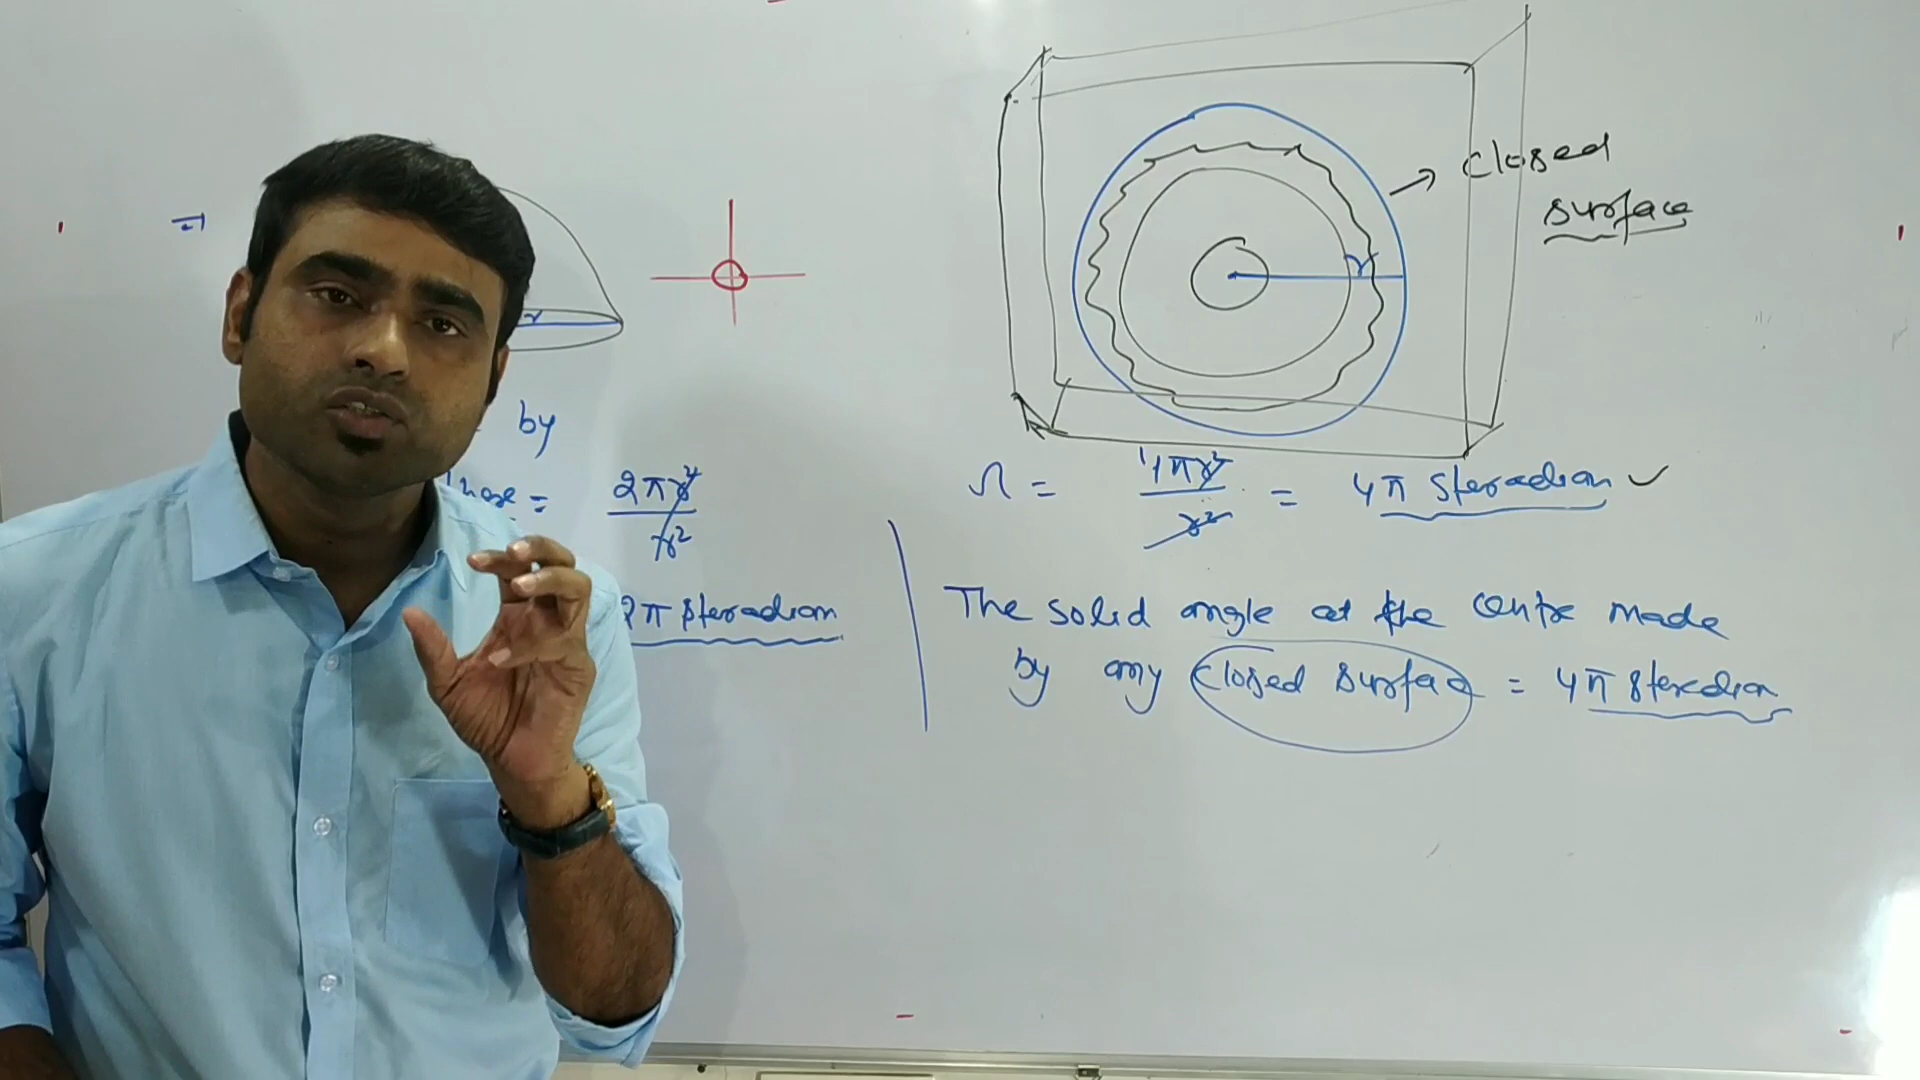 r
by
= 2πr²/r²
2π steradian
r
closed
surface
Ω = 4πr²/r² = 4π steradian ✓
The solid angle at the centre made
by any closed surface = 4π steradian